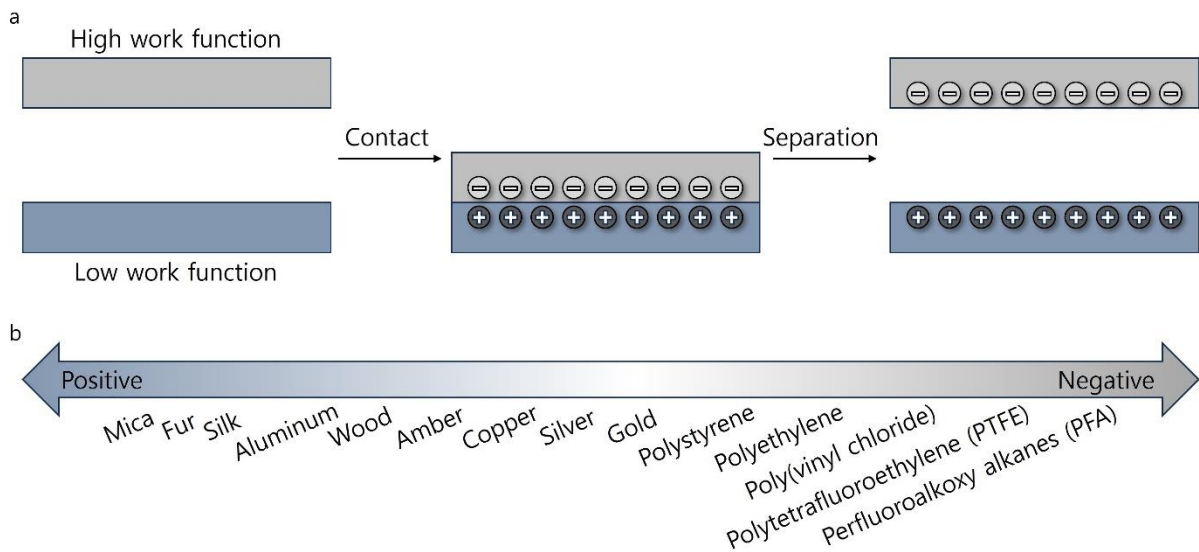 a
High work function
Contact
Separation
Low work function
b
Positive
Negative
Mica
Fur
Silk
Aluminum
Wood
Amber
Copper
Silver
Gold
Polystyrene
Polyethylene
Poly(vinyl chloride)
Polytetrafluoroethylene (PTFE)
Perfluoroalkoxy alkanes (PFA)